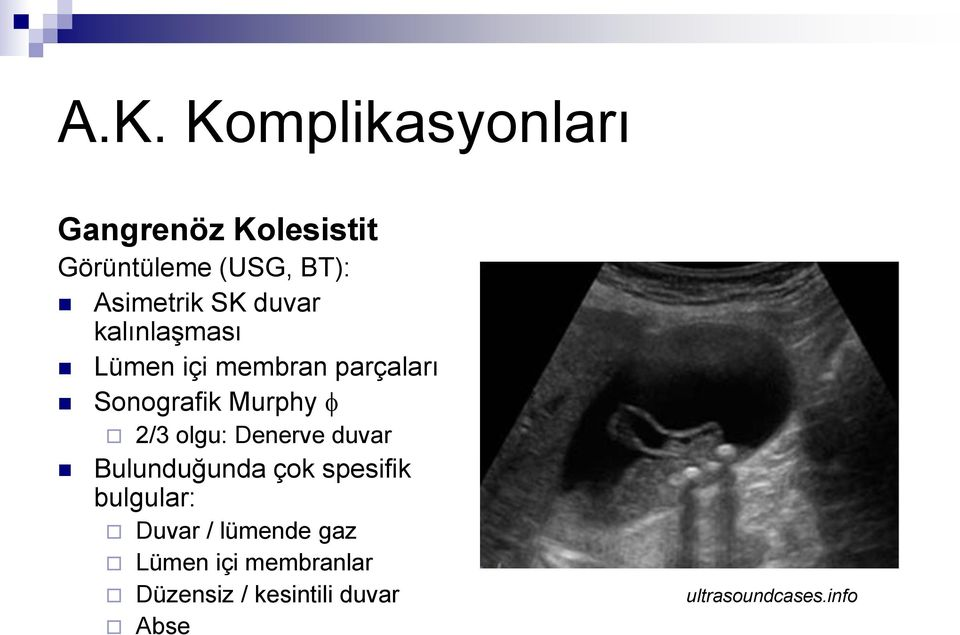 A.K. Komplikasyonları
Gangrenöz Kolesistit
Görüntüleme (USG, BT):
Asimetrik SK duvar
kalınlaşması
Lümen içi membran parçaları
Sonografik Murphy ϕ
2/3 olgu: Denerve duvar
Bulunduğunda çok spesifik
bulgular:
Duvar / lümende gaz
Lümen içi membranlar
Düzensiz / kesintili duvar
Abse
ultrasoundcases.info